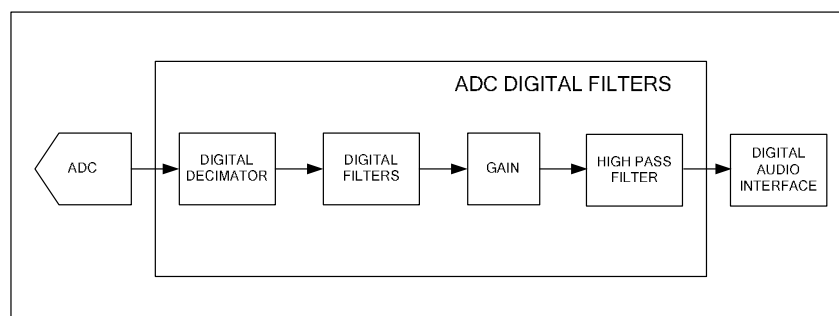 ADC DIGITAL FILTERS
ADC
DIGITAL
DECIMATOR
DIGITAL
FILTERS
GAIN
HIGH PASS
FILTER
DIGITAL
AUDIO
INTERFACE